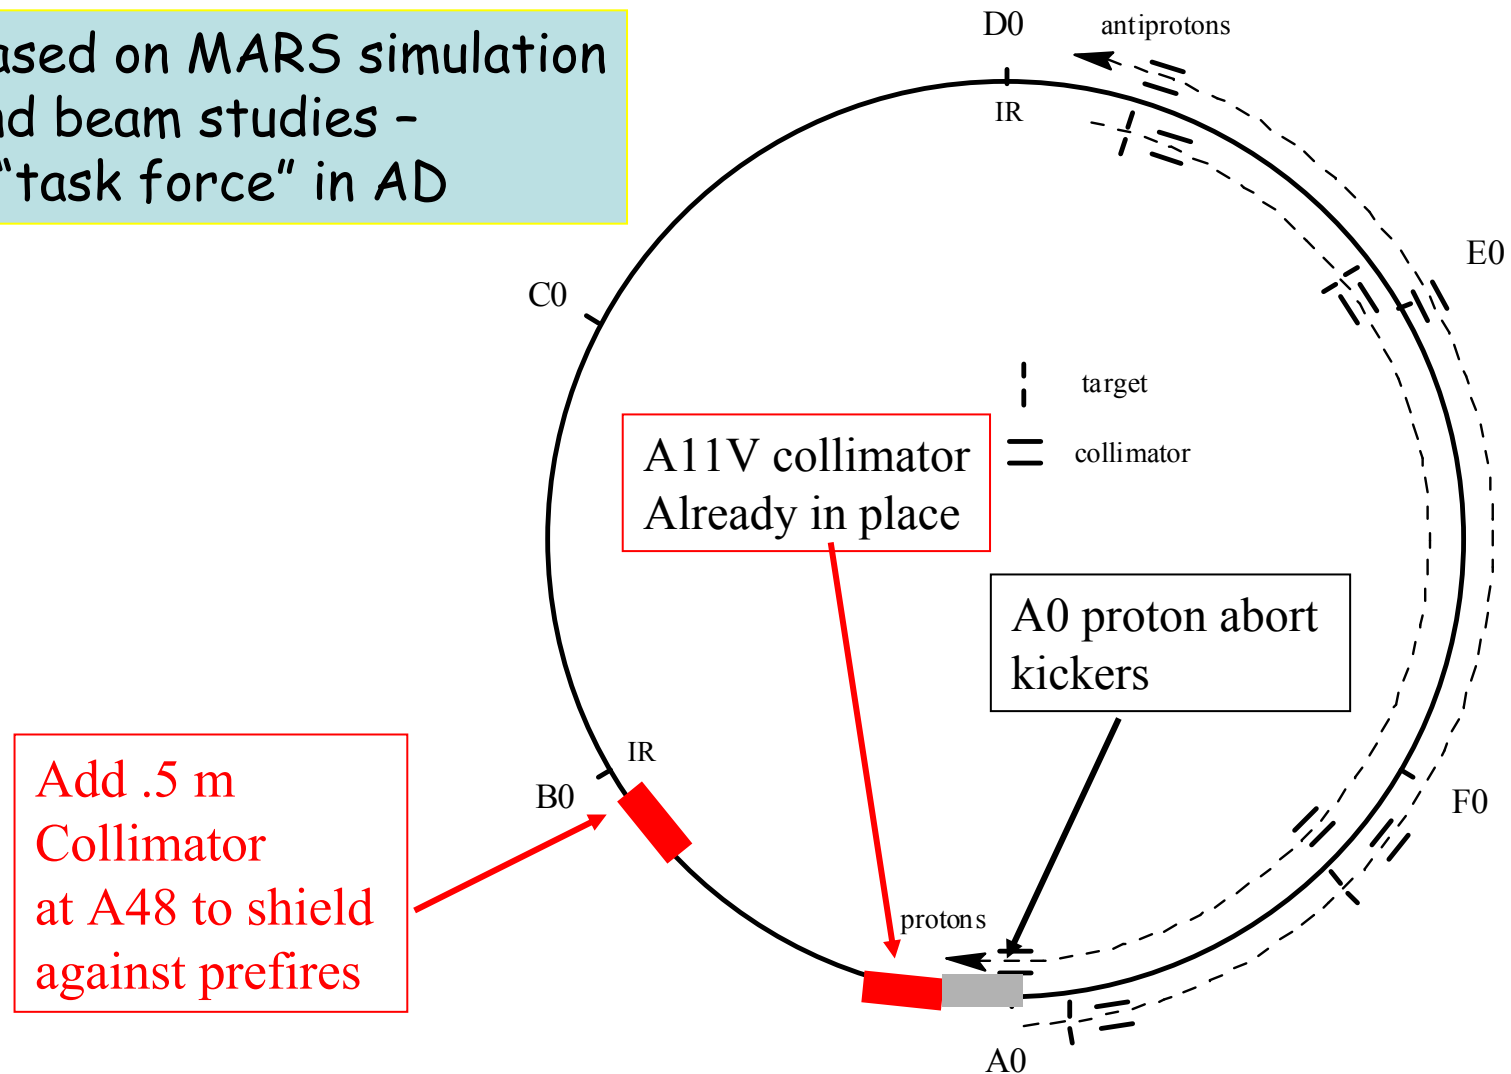 ased on MARS simulation
nd beam studies –
“task force” in AD
D0
antiprotons
IR
E0
C0
target
collimator
A11V collimator
Already in place
A0 proton abort
kickers
IR
B0
F0
Add .5 m
Collimator
at A48 to shield
against prefires
protons
A0